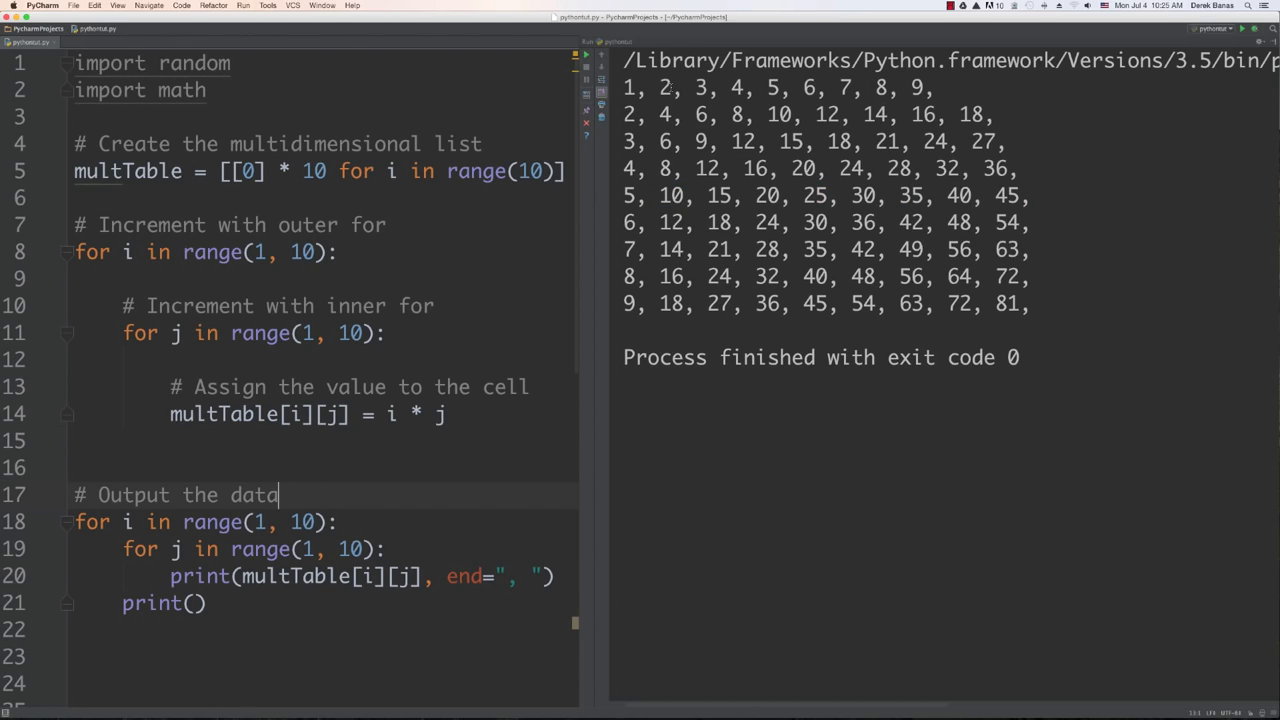 PyCharm File Edit View Navigate Code Refactor Run Tools VCS Window Help
10 Mon Jul 4 10:25 AM Derek Banas
pythontut.py - PycharmProjects - [~/PycharmProjects]
PycharmProjects pythontut.py
pythontut
pythontut.py
Run pythontut
1 import random
2 import math
3
4 # Create the multidimensional list
5 multTable = [[0] * 10 for i in range(10)]
6
7 # Increment with outer for
8 for i in range(1, 10):
9
10 # Increment with inner for
11 for j in range(1, 10):
12
13 # Assign the value to the cell
14 multTable[i][j] = i * j
15
16
17 # Output the data
18 for i in range(1, 10):
19 for j in range(1, 10):
20 print(multTable[i][j], end=", ")
21 print()
22
23
24
/Library/Frameworks/Python.framework/Versions/3.5/bin/p
1, 2, 3, 4, 5, 6, 7, 8, 9,
2, 4, 6, 8, 10, 12, 14, 16, 18,
3, 6, 9, 12, 15, 18, 21, 24, 27,
4, 8, 12, 16, 20, 24, 28, 32, 36,
5, 10, 15, 20, 25, 30, 35, 40, 45,
6, 12, 18, 24, 30, 36, 42, 48, 54,
7, 14, 21, 28, 35, 42, 49, 56, 63,
8, 16, 24, 32, 40, 48, 56, 64, 72,
9, 18, 27, 36, 45, 54, 63, 72, 81,
Process finished with exit code 0